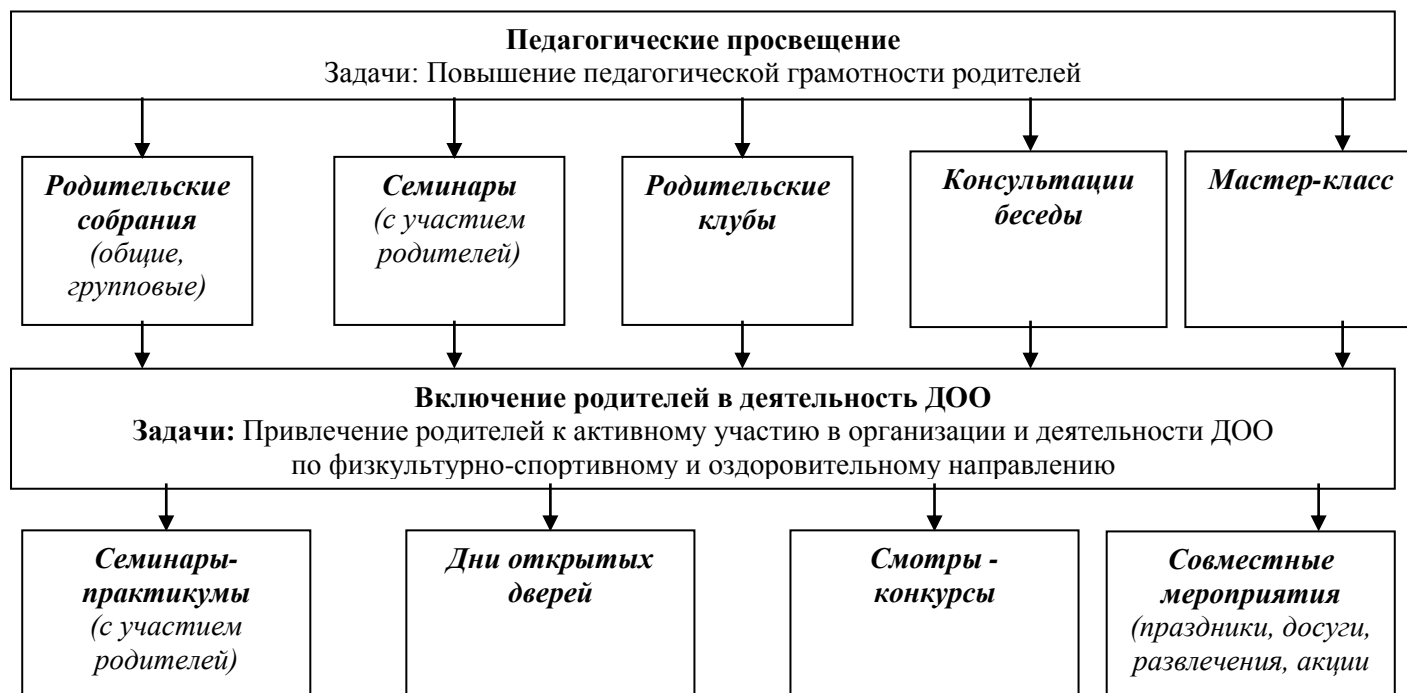 Педагогические просвещение
Задачи: Повышение педагогической грамотности родителей
Родительские
собрания
(общие,
групповые)
Семинары
(с участием
родителей)
Родительские
клубы
Консультации
беседы
Мастер-класс
Включение родителей в деятельность ДОО
Задачи: Привлечение родителей к активному участию в организации и деятельности ДОО
по физкультурно-спортивному и оздоровительному направлению
Семинары-
практикумы
(с участием
родителей)
Дни открытых
дверей
Смотры -
конкурсы
Совместные
мероприятия
(праздники, досуги,
развлечения, акции